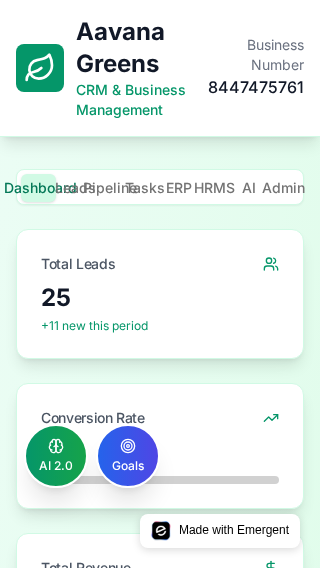 Aavana
Greens
CRM & Business
Management
Business
Number
8447475761
Dashboard Leads Pipeline Tasks ERP HRMS AI Admin
Total Leads
25
+11 new this period
Conversion Rate
AI 2.0
Goals
Made with Emergent
Total Revenue